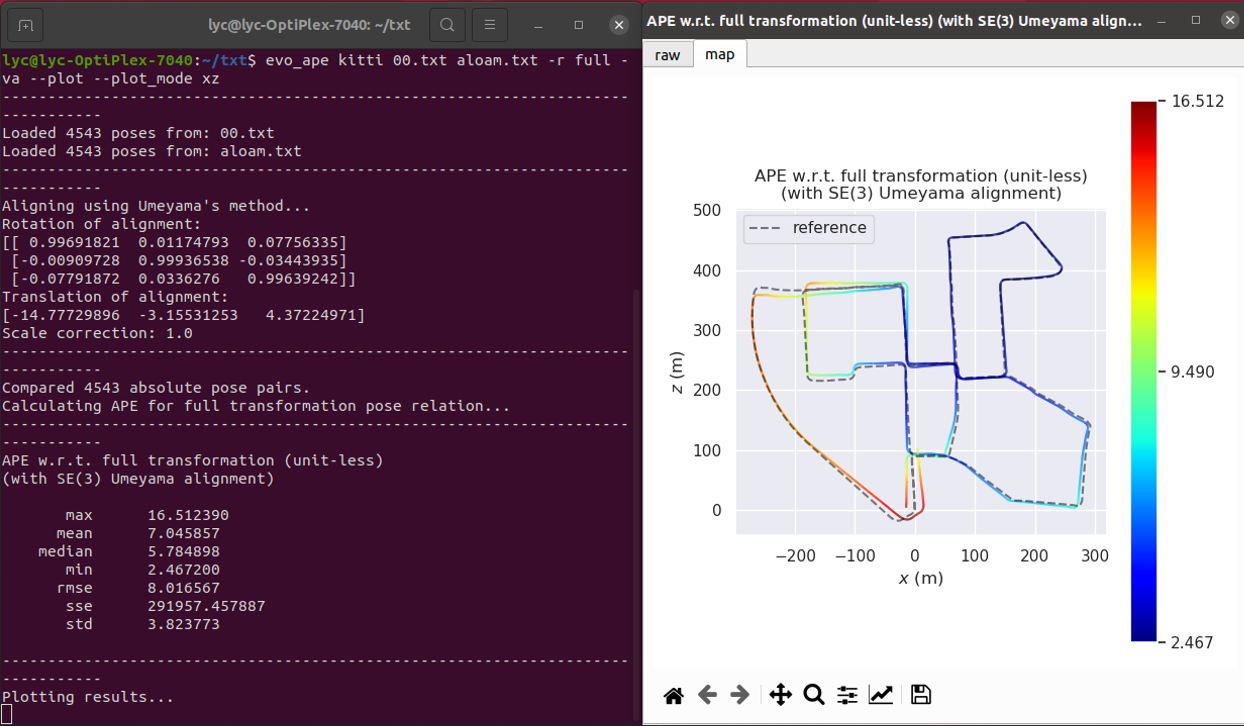 lyc@lyc-OptiPlex-7040: ~/txt
lyc@lyc-OptiPlex-7040:~/txt$ evo_ape kitti 00.txt aloam.txt -r full -
va --plot --plot_mode xz
--------------------------------------------------------------------
-----------
Loaded 4543 poses from: 00.txt
Loaded 4543 poses from: aloam.txt
--------------------------------------------------------------------
-----------
Aligning using Umeyama's method...
Rotation of alignment:
[[ 0.99691821  0.01174793  0.07756335]
 [-0.00909728  0.99936538 -0.03443935]
 [-0.07791872  0.0336276   0.99639242]]
Translation of alignment:
[-14.77729896  -3.15531253   4.37224971]
Scale correction: 1.0
--------------------------------------------------------------------
-----------
Compared 4543 absolute pose pairs.
Calculating APE for full transformation pose relation...
--------------------------------------------------------------------
-----------
APE w.r.t. full transformation (unit-less)
(with SE(3) Umeyama alignment)
max 16.512390
mean 7.045857
median 5.784898
min 2.467200
rmse 8.016567
sse 291957.457887
std 3.823773
--------------------------------------------------------------------
-----------
Plotting results...
APE w.r.t. full transformation (unit-less) (with SE(3) Umeyama align...
raw map
APE w.r.t. full transformation (unit-less)
(with SE(3) Umeyama alignment)
reference
500
400
300
200
100
0
z (m)
−200 −100 0 100 200 300
x (m)
16.512
9.490
2.467